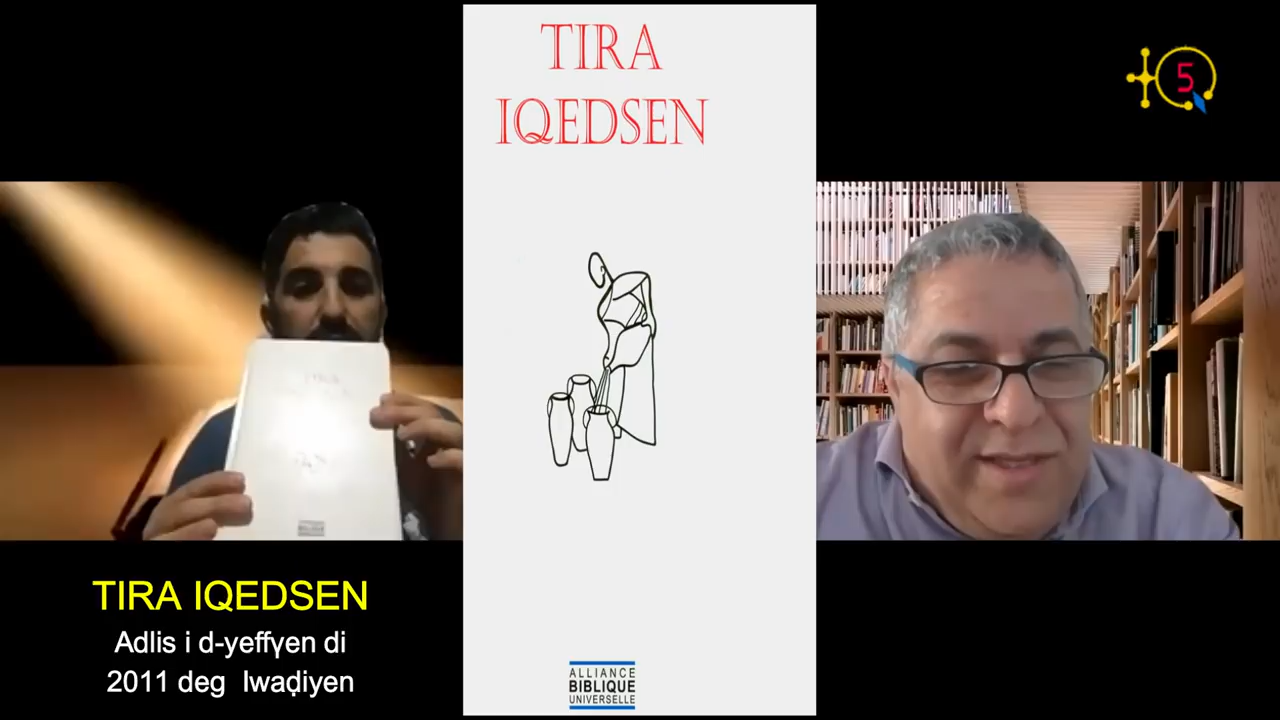 TIRA
IQEDSEN
5
ALLIANCE
BIBLIQUE
UNIVERSELLE
TIRA IQEDSEN
Adlis i d-yeffɣen di
2011 deg Iwaḍiyen